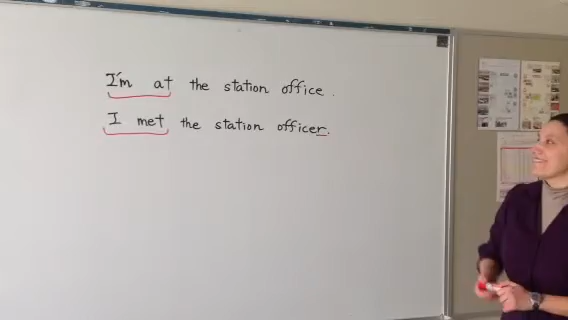 I'm at the station office.
I met the station officer.